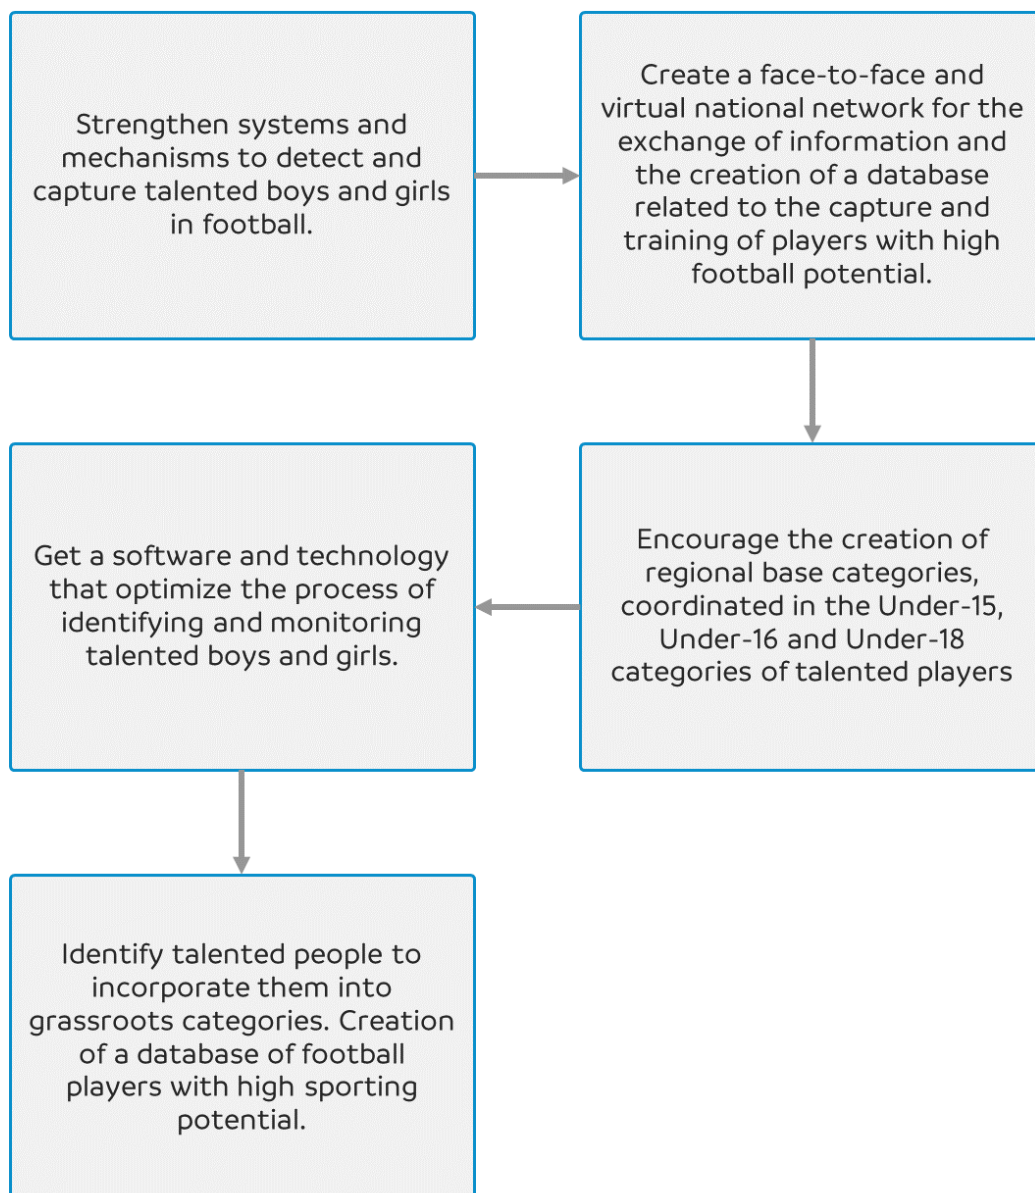 Strengthen systems and
mechanisms to detect and
capture talented boys and girls
in football.
Create a face-to-face and
virtual national network for the
exchange of information and
the creation of a database
related to the capture and
training of players with high
football potential.
Encourage the creation of
regional base categories,
coordinated in the Under-15,
Under-16 and Under-18
categories of talented players
Get a software and technology
that optimize the process of
identifying and monitoring
talented boys and girls.
Identify talented people to
incorporate them into
grassroots categories. Creation
of a database of football
players with high sporting
potential.